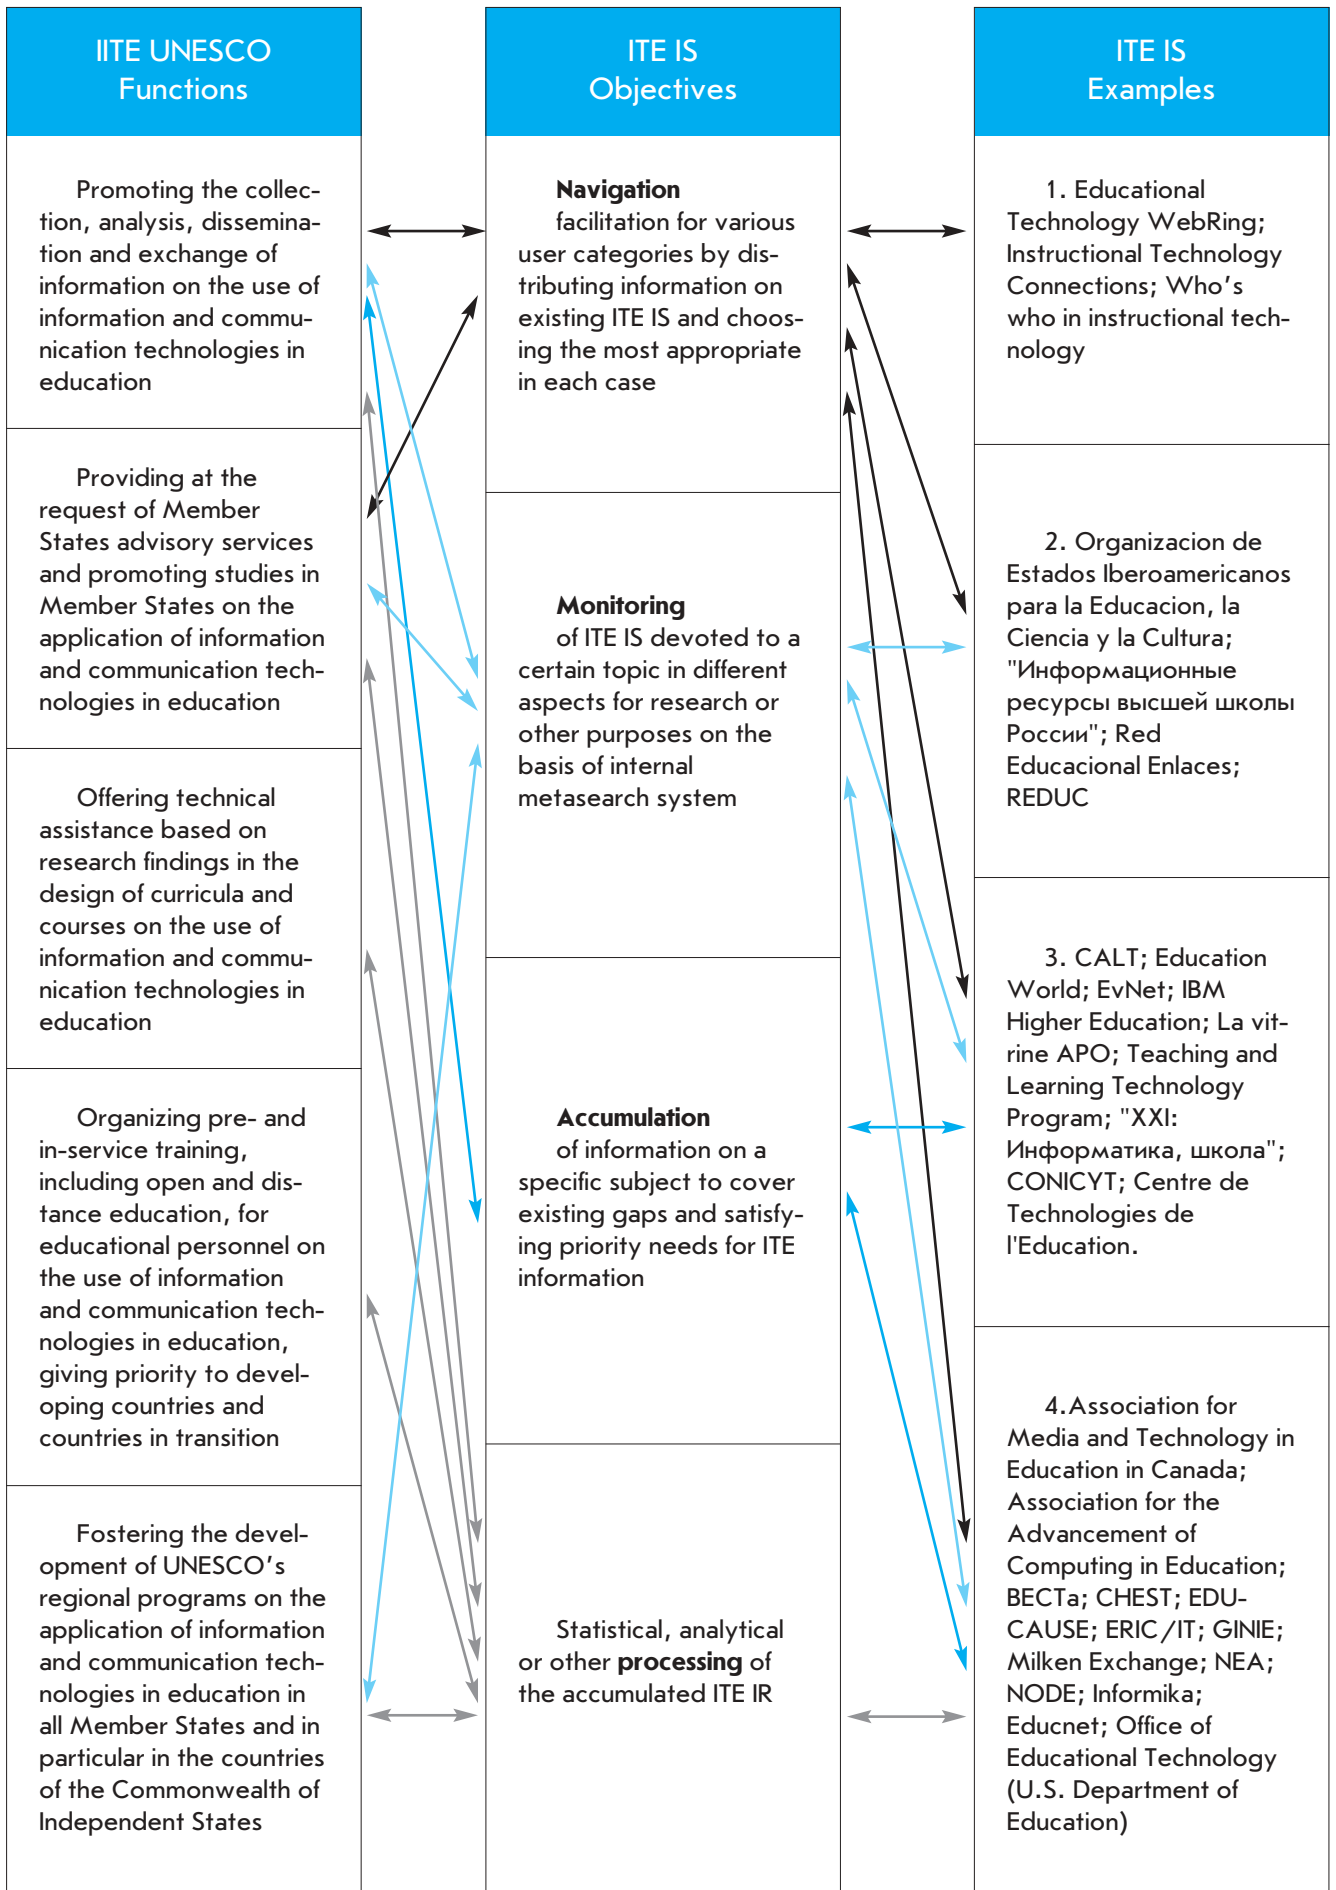 IITE UNESCO
Functions
Promoting the collec-
tion, analysis, dissemina-
tion and exchange of
information on the use of
information and commu-
nication technologies in
education
Providing at the
request of Member
States advisory services
and promoting studies in
Member States on the
application of information
and communication tech-
nologies in education
Offering technical
assistance based on
research findings in the
design of curricula and
courses on the use of
information and commu-
nication technologies in
education
Organizing pre- and
in-service training,
including open and dis-
tance education, for
educational personnel on
the use of information
and communication tech-
nologies in education,
giving priority to devel-
oping countries and
countries in transition
Fostering the devel-
opment of UNESCO's
regional programs on the
application of information
and communication tech-
nologies in education in
all Member States and in
particular in the countries
of the Commonwealth of
Independent States
ITE IS
Objectives
Navigation
facilitation for various
user categories by dis-
tributing information on
existing ITE IS and choos-
ing the most appropriate
in each case
Monitoring
of ITE IS devoted to a
certain topic in different
aspects for research or
other purposes on the
basis of internal
metasearch system
Accumulation
of information on a
specific subject to cover
existing gaps and satisfy-
ing priority needs for ITE
information
Statistical, analytical
or other processing of
the accumulated ITE IR
ITE IS
Examples
1. Educational
Technology WebRing;
Instructional Technology
Connections; Who's
who in instructional tech-
nology
2. Organizacion de
Estados Iberoamericanos
para la Educacion, la
Ciencia y la Cultura;
"Информационные
ресурсы высшей школы
России"; Red
Educacional Enlaces;
REDUC
3. CALT; Education
World; EvNet; IBM
Higher Education; La vit-
rine APO; Teaching and
Learning Technology
Program; "XXI:
Информатика, школа";
CONICYT; Centre de
Technologies de
l'Education.
4.Association for
Media and Technology in
Education in Canada;
Association for the
Advancement of
Computing in Education;
BECTa; CHEST; EDU-
CAUSE; ERIC/IT; GINIE;
Milken Exchange; NEA;
NODE; Informika;
Educnet; Office of
Educational Technology
(U.S. Department of
Education)